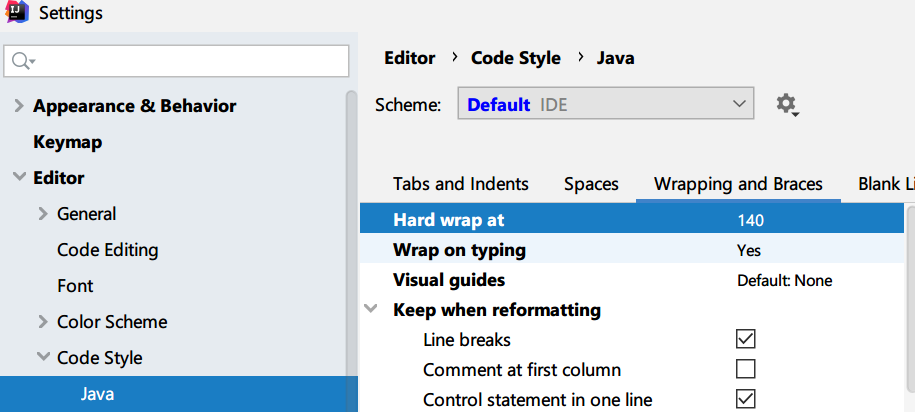 IJ
Settings
Appearance & Behavior
Keymap
Editor
General
Code Editing
Font
Color Scheme
Code Style
Java
Editor › Code Style › Java
Scheme: Default IDE
Tabs and Indents Spaces Wrapping and Braces Blank Li
Hard wrap at 140
Wrap on typing Yes
Visual guides Default: None
Keep when reformatting
Line breaks
Comment at first column
Control statement in one line